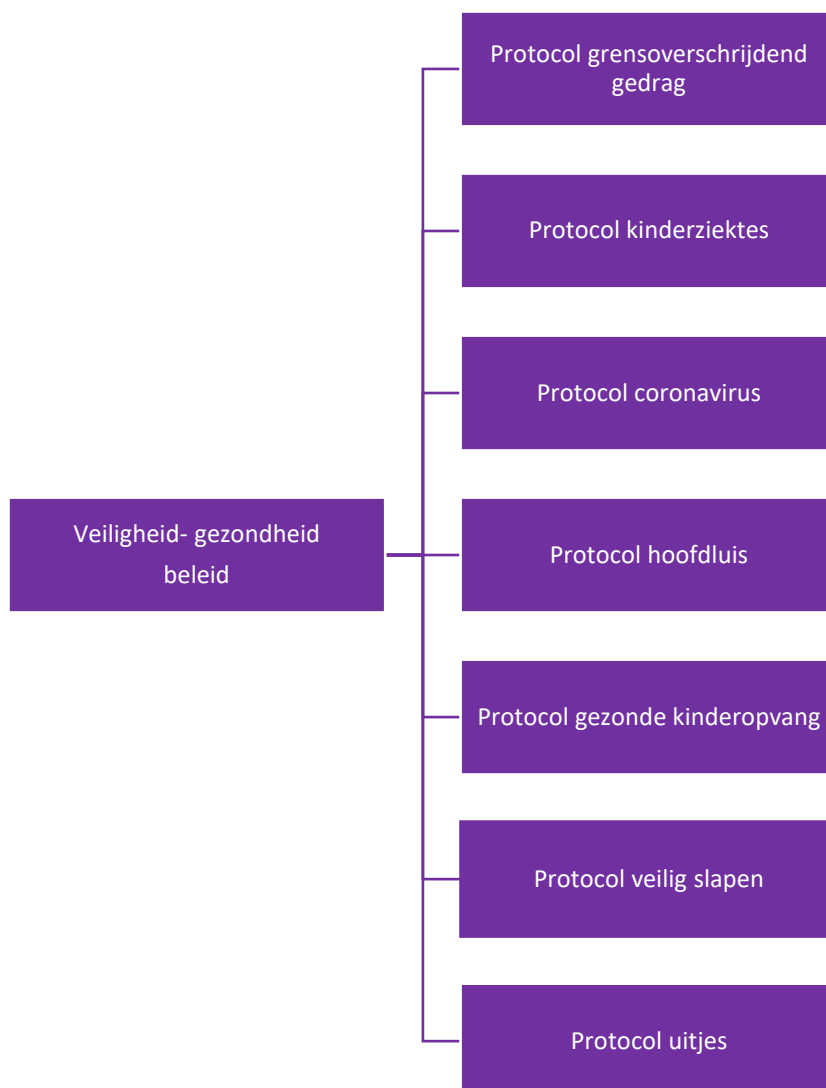 Protocol grensoverschrijdend
gedrag
Protocol kinderziektes
Protocol coronavirus
Veiligheid- gezondheid
beleid
Protocol hoofdluis
Protocol gezonde kinderopvang
Protocol veilig slapen
Protocol uitjes